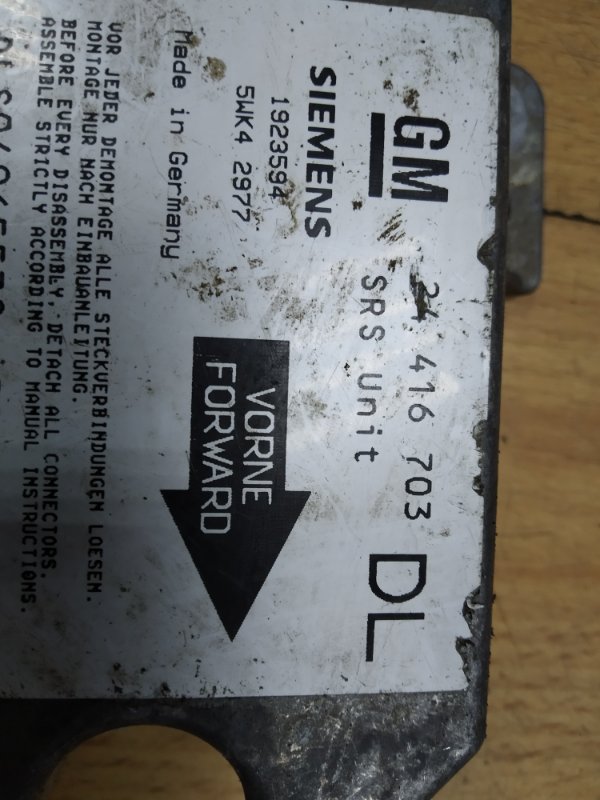 GM 24 416 703 DL
SIEMENS SRS Unit
1923594
5WK4 2977
VORNE
FORWARD
Made in Germany
VOR JEDER DEMONTAGE ALLE STECKVERBINDUNGEN LOESEN.
MONTAGE NUR NACH EINBAUANLEITUNG.
BEFORE EVERY DISASSEMBLY, DETACH ALL CONNECTORS.
ASSEMBLE STRICTLY ACCORDING TO MANUAL INSTRUCTIONS.